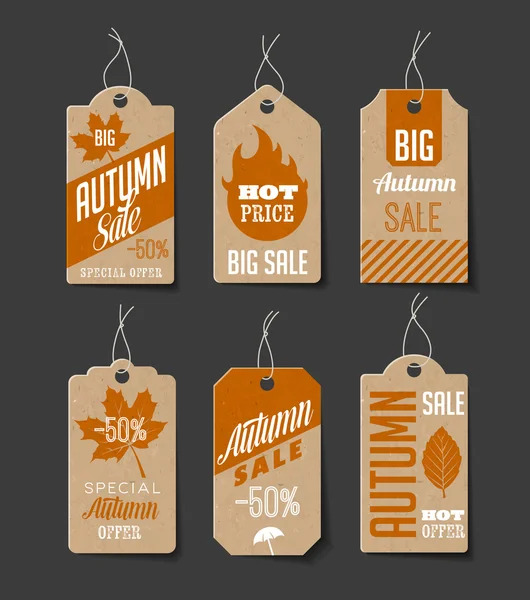 BIG
AUTUMN
Sale
-50%
SPECIAL OFFER
HOT
PRICE
BIG SALE
BIG
Autumn
SALE
-50%
SPECIAL
Autumn
OFFER
Autumn
SALE
-50%
AUTUMN
SALE
HOT
OFFER